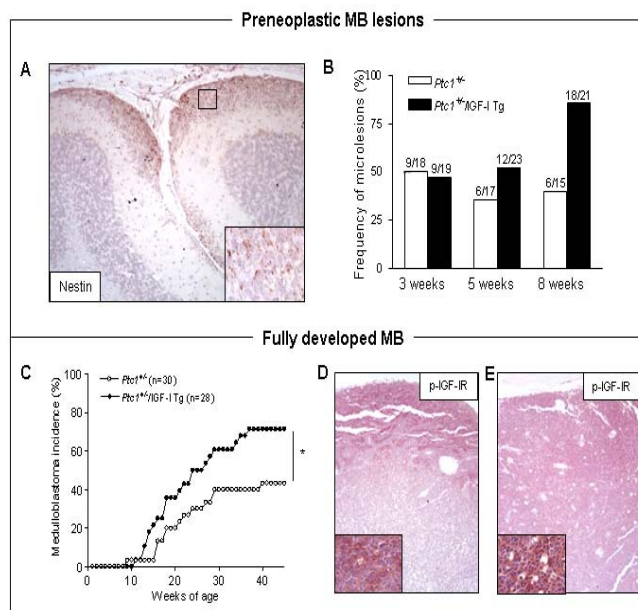 Preneoplastic MB lesions
A
Nestin
B
Frequency of microlesions (%)
100
75
50
25
0
Ptc1+/-
Ptc1+/-/IGF-I Tg
9/18
9/19
6/17
12/23
6/15
18/21
3 weeks
5 weeks
8 weeks
Fully developed MB
C
Medulloblastoma incidence (%)
100
80
60
40
20
0
Ptc1+/- (n=30)
Ptc1+/-/IGF-I Tg (n=28)
*
0 10 20 30 40
Weeks of age
D
p-IGF-IR
E
p-IGF-IR